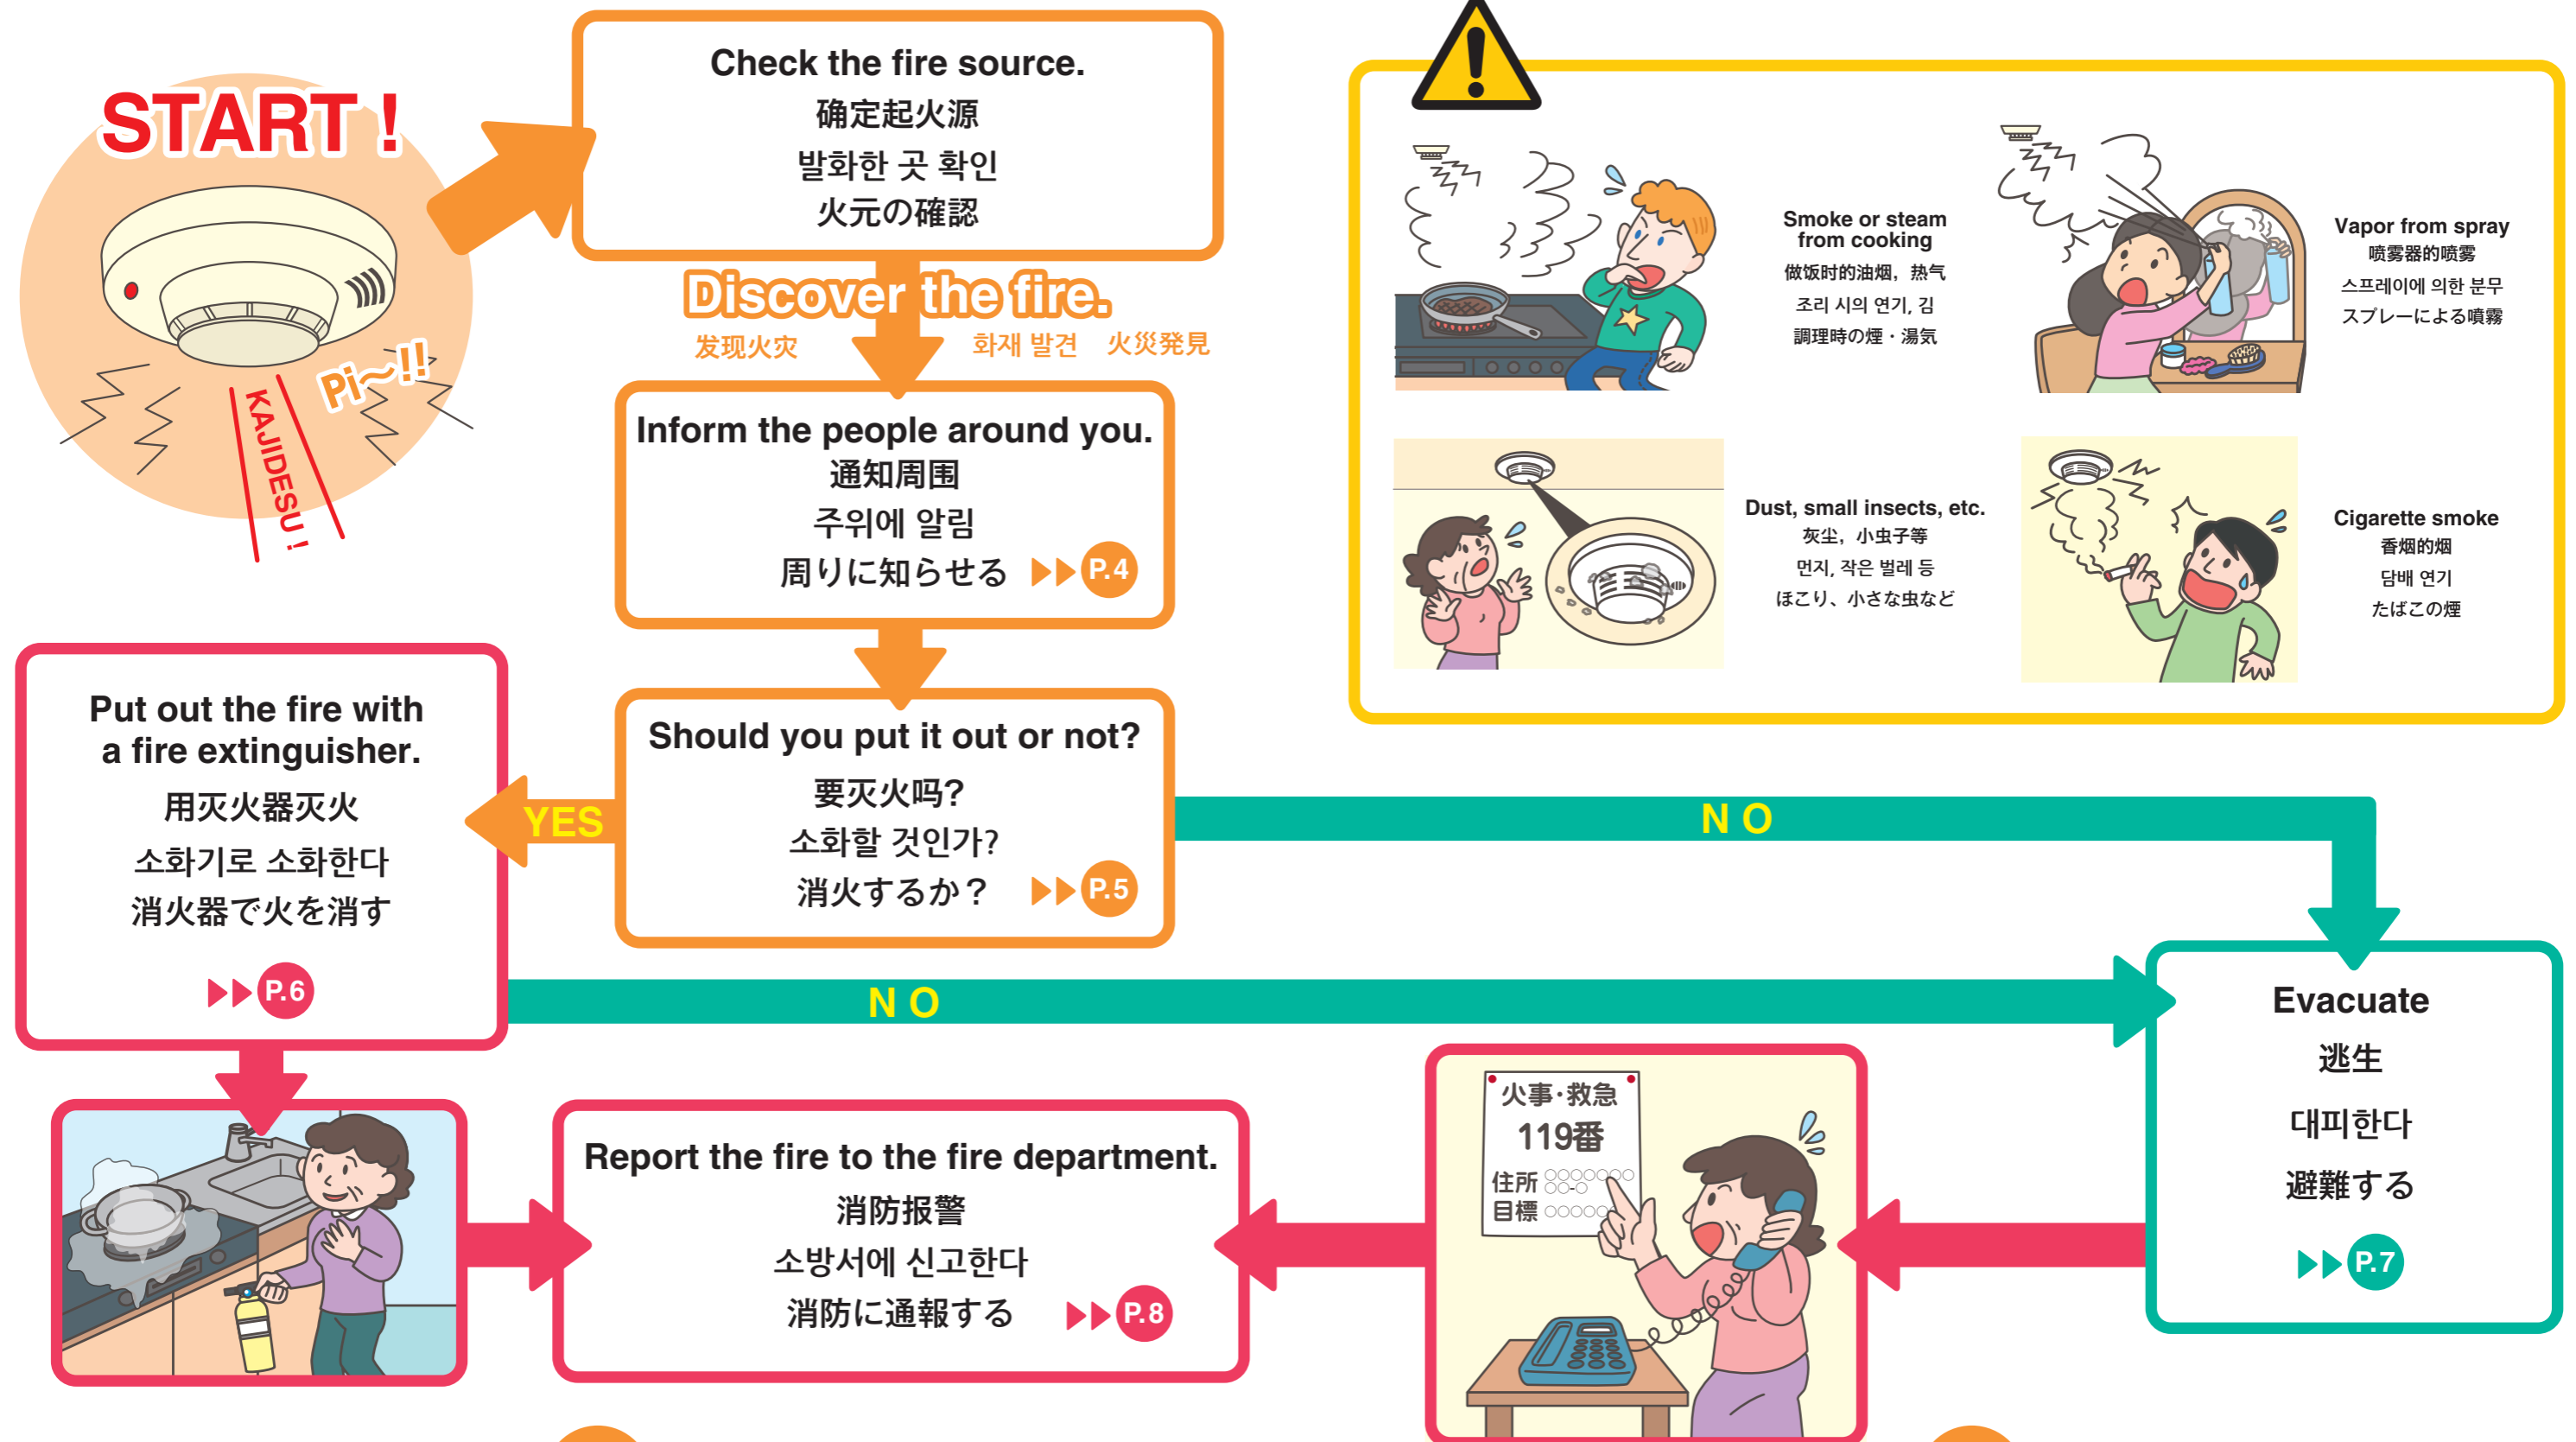 START !
Pi〜!!
KAJIDESU !
Check the fire source.
确定起火源
발화한 곳 확인
火元の確認
Discover the fire.
发现火灾
화재 발견
火災発見
Inform the people around you.
通知周围
주위에 알림
周りに知らせる
P.4
Should you put it out or not?
要灭火吗?
소화할 것인가?
消火するか？
P.5
YES
N O
Put out the fire with
a fire extinguisher.
用灭火器灭火
소화기로 소화한다
消火器で火を消す
P.6
N O
Smoke or steam
from cooking
做饭时的油烟，热气
조리 시의 연기, 김
調理時の煙・湯気
Vapor from spray
喷雾器的喷雾
스프레이에 의한 분무
スプレーによる噴霧
Dust, small insects, etc.
灰尘，小虫子等
먼지, 작은 벌레 등
ほこり、小さな虫など
Cigarette smoke
香烟的烟
담배 연기
たばこの煙
Evacuate
逃生
대피한다
避難する
P.7
火事・救急
119番
住所 ○○○○○○○
○○-○
目標 ○○○○○
Report the fire to the fire department.
消防报警
소방서에 신고한다
消防に通報する
P.8